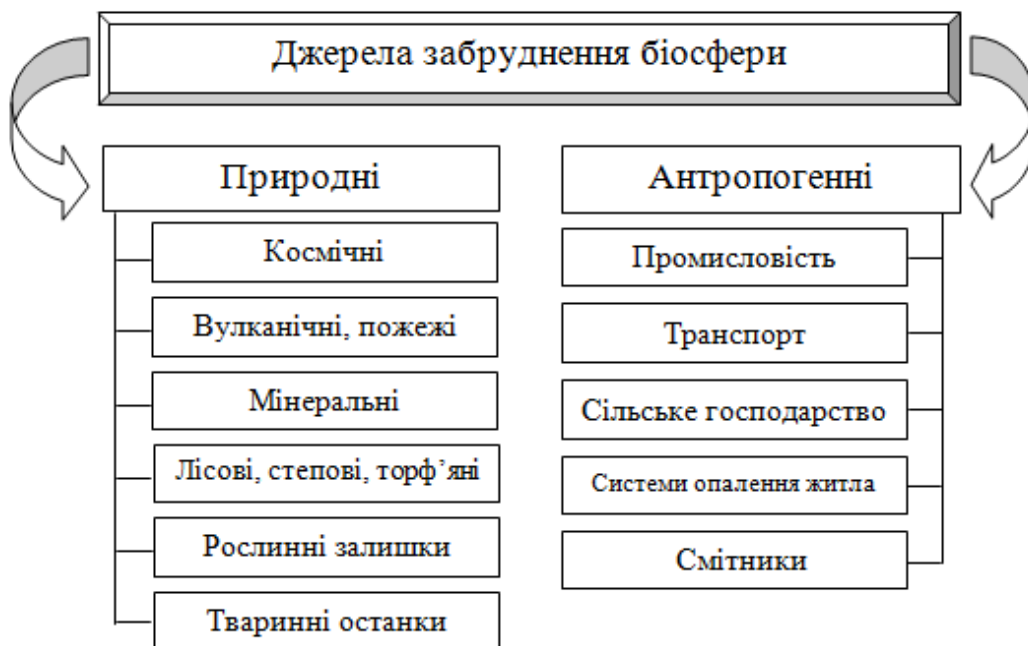 Джерела забруднення біосфери
Природні
Космічні
Вулканічні, пожежі
Мінеральні
Лісові, степові, торф’яні
Рослинні залишки
Тваринні останки
Антропогенні
Промисловість
Транспорт
Сільське господарство
Системи опалення житла
Смітники